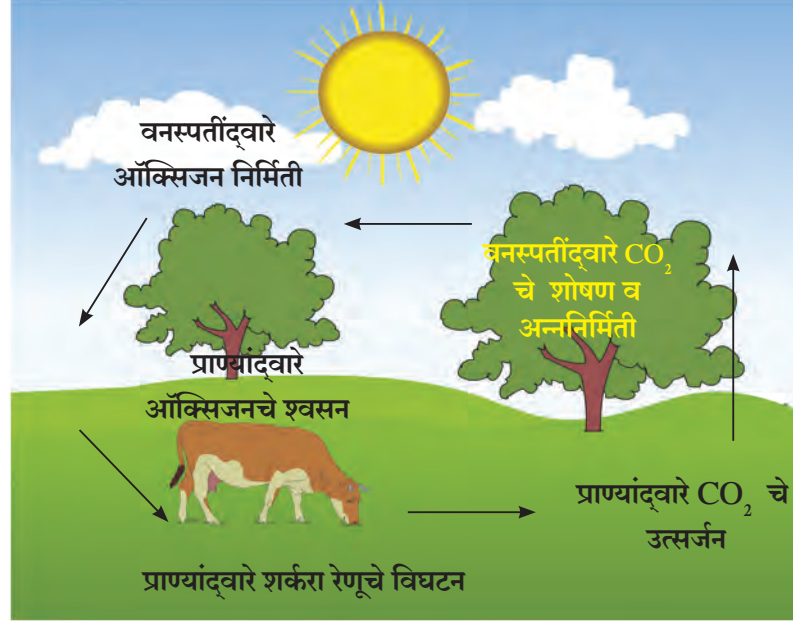 वनस्पतींद्‌वारे
ऑक्सिजन निर्मिती
वनस्पतींद्‌वारे CO₂
चे शोषण व
अन्ननिर्मिती
प्राण्यांद्‌वारे
ऑक्सिजनचे श्वसन
प्राण्यांद्‌वारे CO₂ चे
उत्सर्जन
प्राण्यांद्‌वारे शर्करा रेणूचे विघटन